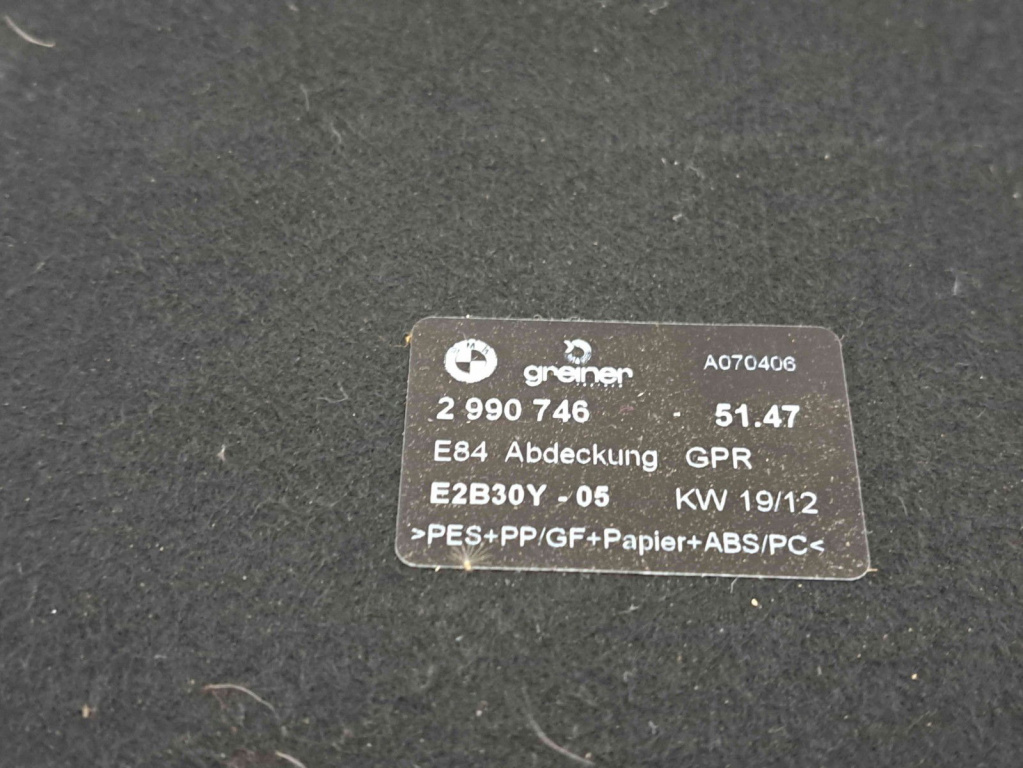 BMW
greiner A070406
2 990 746 - 51.47
E84 Abdeckung GPR
E2B30Y - 05 KW 19/12
>PES+PP/GF+Papier+ABS/PC<